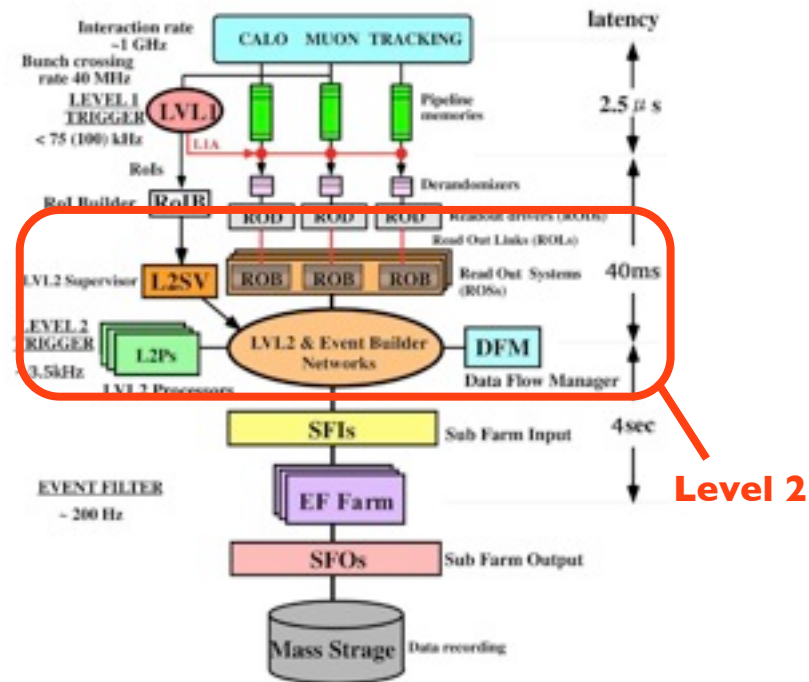 Interaction rate
~1 GHz
CALO MUON TRACKING
latency
Bunch crossing
rate 40 MHz
LEVEL 1
TRIGGER
LVL1
< 75 (100) kHz
Pipeline
memories
2.5 μ s
L1A
RoIs
Derandomizers
RoI Builder
RoIB
ROD ROD ROD
Readout drivers (RODs)
Read Out Links (ROLs)
40ms
LVL2 Supervisor
L2SV
ROB ROB ROB
Read Out Systems
(ROSs)
LEVEL 2
TRIGGER
L2Ps
LVL2 & Event Builder
Networks
DFM
~ 3.5kHz
LVL2 Processors
Data Flow Manager
SFIs
Sub Farm Input
4sec
Level 2
EVENT FILTER
~ 200 Hz
EF Farm
SFOs
Sub Farm Output
Mass Strage
Data recording